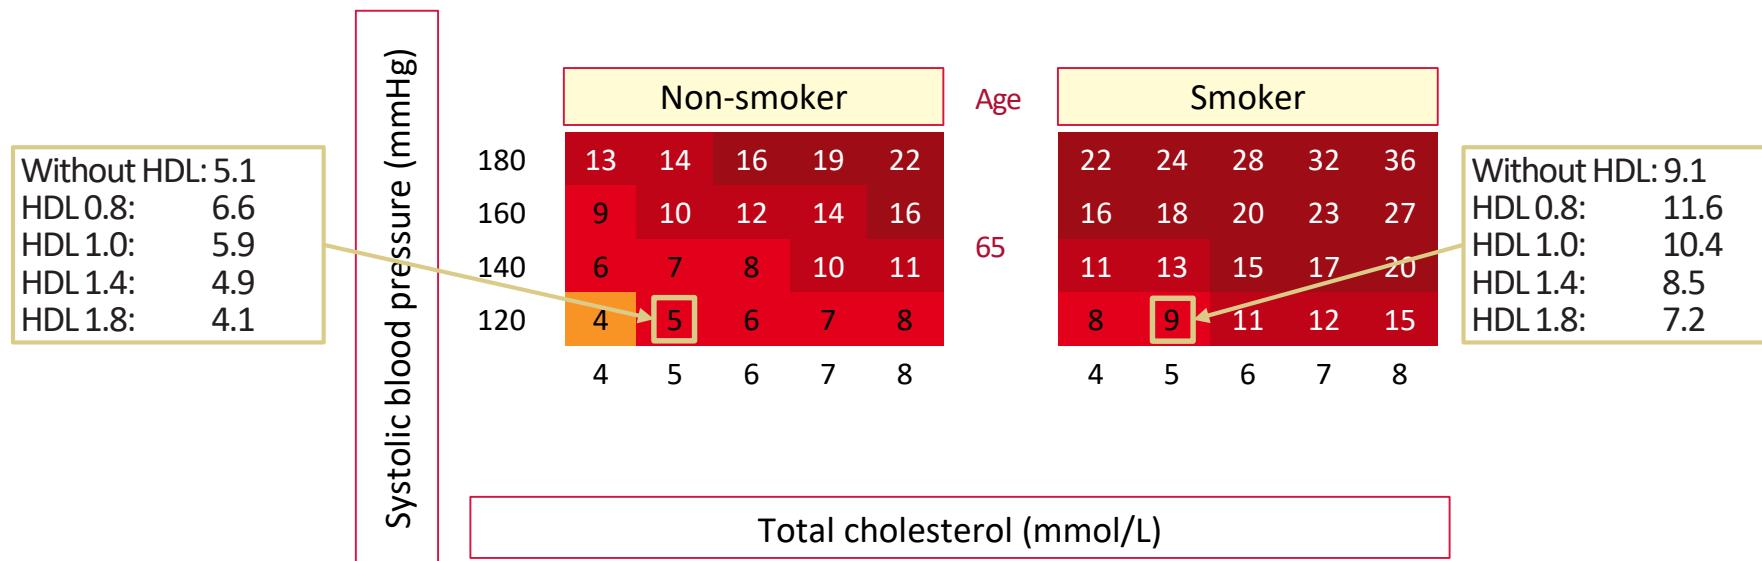 Systolic blood pressure (mmHg)
Non-smoker Age Smoker
Without HDL: 5.1
HDL 0.8: 6.6
HDL 1.0: 5.9
HDL 1.4: 4.9
HDL 1.8: 4.1
180 13 14 16 19 22 22 24 28 32 36
160 9 10 12 14 16 16 18 20 23 27
65
140 6 7 8 10 11 11 13 15 17 20
120 4 5 6 7 8 8 9 11 12 15
4 5 6 7 8 4 5 6 7 8
Without HDL: 9.1
HDL 0.8: 11.6
HDL 1.0: 10.4
HDL 1.4: 8.5
HDL 1.8: 7.2
Total cholesterol (mmol/L)